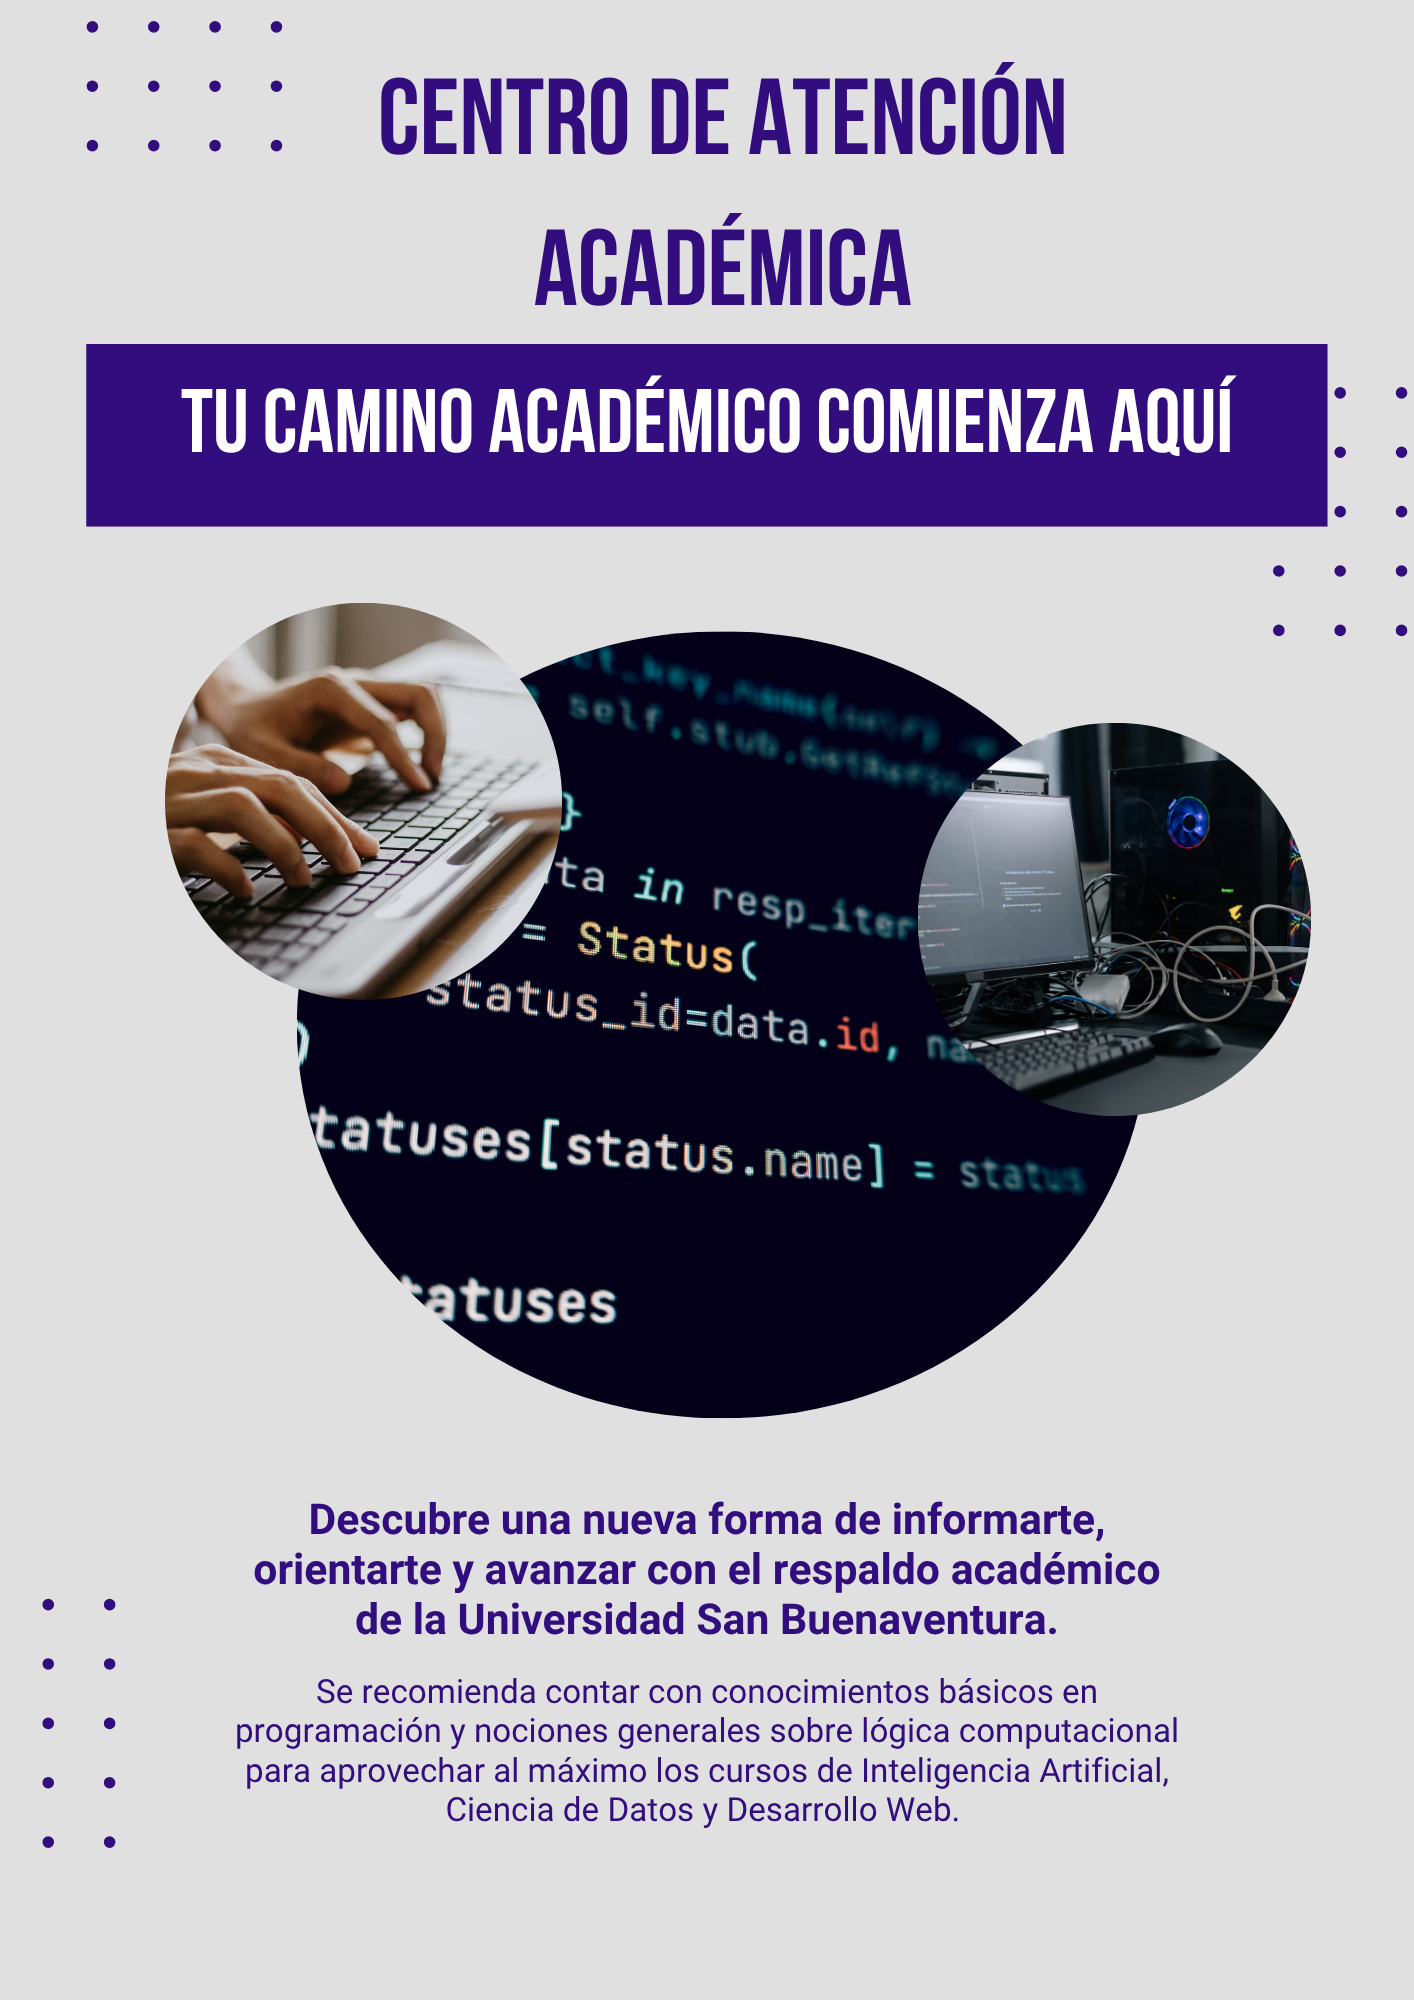 CENTRO DE ATENCIÓN
ACADÉMICA
TU CAMINO ACADÉMICO COMIENZA AQUÍ
self.stub.
}
ta in resp_iter
= Status(
status_id=data.id, na
tatuses[status.name] = status
tatuses
Descubre una nueva forma de informarte,
orientarte y avanzar con el respaldo académico
de la Universidad San Buenaventura.
Se recomienda contar con conocimientos básicos en
programación y nociones generales sobre lógica computacional
para aprovechar al máximo los cursos de Inteligencia Artificial,
Ciencia de Datos y Desarrollo Web.